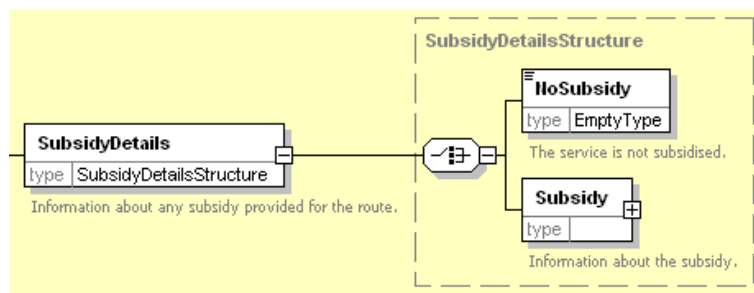 SubsidyDetailsStructure
NoSubsidy
type EmptyType
The service is not subsidised.
SubsidyDetails
type SubsidyDetailsStructure
Information about any subsidy provided for the route.
Subsidy
type
Information about the subsidy.